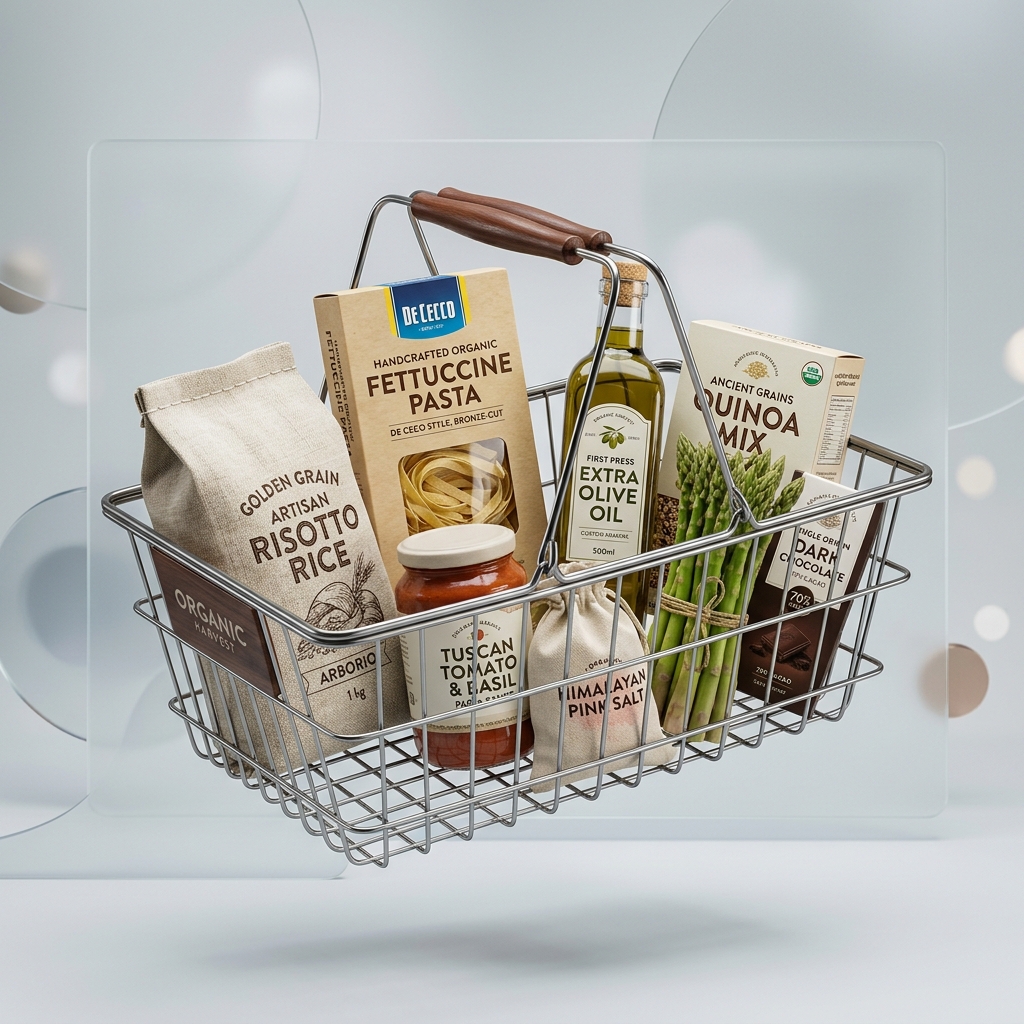 GOLDEN GRAIN
ARTISAN
RISOTTO
RICE
ARBORIO
1kg
ORGANIC
HARVEST
DE CECCO
HANDCRAFTED ORGANIC
FETTUCCINE
PASTA
DE CECO STYLE, BRONZE-CUT
TUSCAN
TOMATO
& BASIL
FIRST PRESS
EXTRA
OLIVE
OIL
500ml
HIMALAYAN
PINK SALT
ANCIENT GRAINS
QUINOA
MIX
DARK
CHOCOLATE
70%